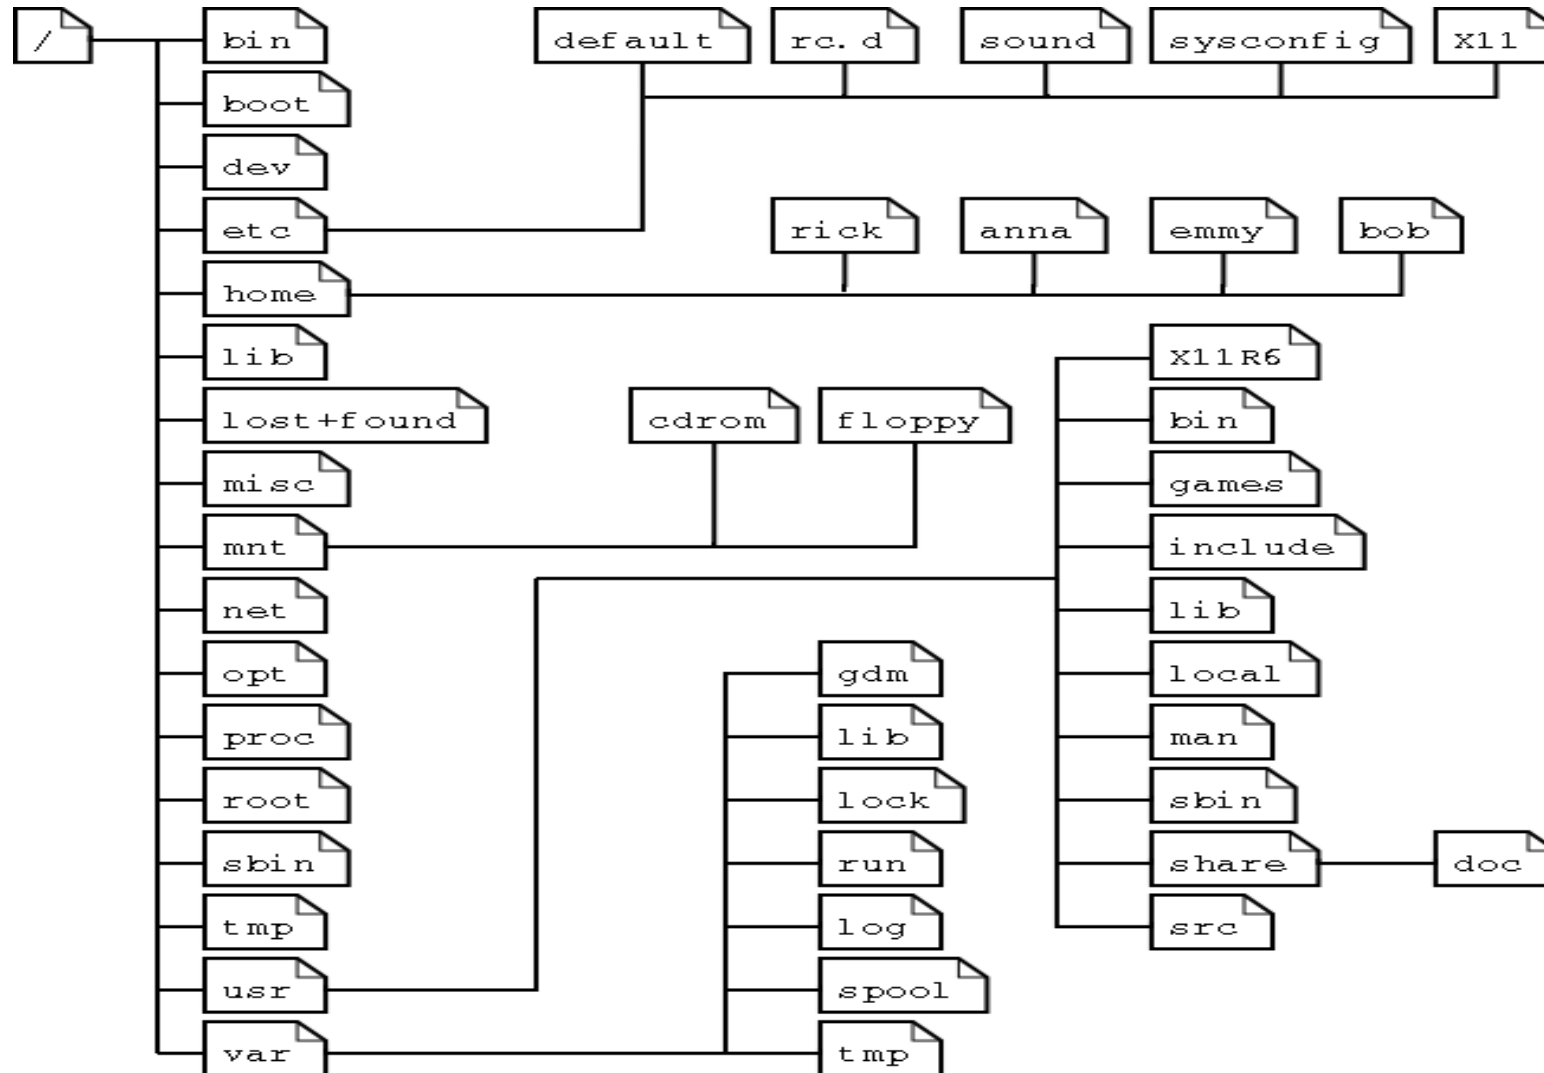 / bin default rc.d sound sysconfig X11
boot
dev
etc rick anna emmy bob
home
lib X11R6
lost+found cdrom floppy bin
misc games
mnt include
net lib
opt gdm local
proc lib man
root lock sbin
sbin run share doc
tmp log src
usr spool
var tmp